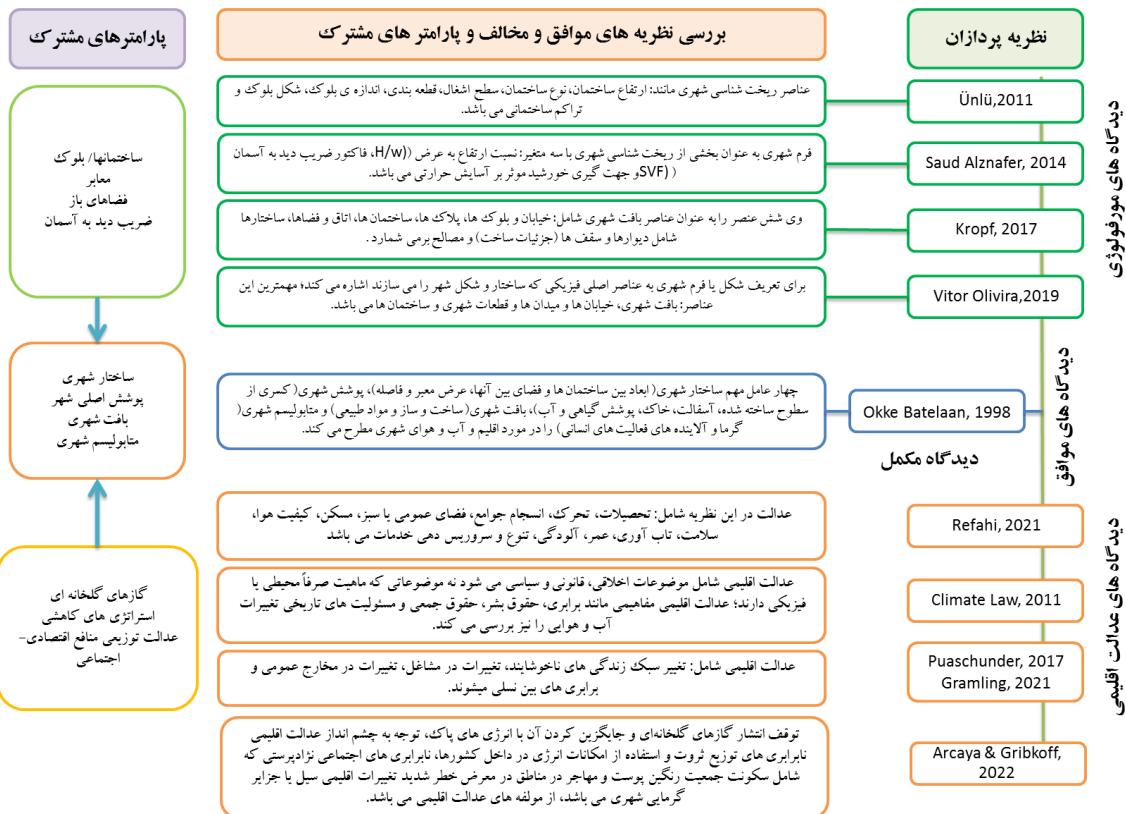 نظریه پردازان
بررسی نظریه های موافق و مخالف و پارامتر های مشترک
پارامترهای مشترک
دیدگاه های مورفولوژی
Ünlü,2011
عناصر ریخت شناسی شهری مانند: ارتفاع ساختمان، نوع ساختمان، سطح اشغال، قطعه بندی، اندازه ی بلوک، شکل بلوک و
تراکم ساختمانی می باشد.
Saud Alznafer, 2014
فرم شهری به عنوان بخشی از ریخت شناسی شهری با سه متغیر: نسبت ارتفاع به عرض ((H/w، فاکتور ضریب دید به آسمان
( (SVFو جهت گیری خورشید موثر بر آسایش حرارتی می باشد.
Kropf, 2017
وی شش عنصر را به عنوان عناصر بافت شهری شامل: خیابان و بلوک ها، پلاک ها، ساختمان ها، اتاق و فضاها، ساختارها
شامل دیوارها و سقف ها (جزئیات ساخت) و مصالح برمی شمارد .
Vitor Olivira,2019
برای تعریف شکل یا فرم شهری به عناصر اصلی فیزیکی که ساختار و شکل شهر را می سازند اشاره می کند؛ مهمترین این
عناصر: بافت شهری، خیابان ها و میدان ها و قطعات شهری و ساختمان ها می باشد.
ساختمانها/ بلوک
معابر
فضاهای باز
ضریب دید به آسمان
دیدگاه های موافق
Okke Batelaan, 1998
دیدگاه مکمل
چهار عامل مهم ساختار شهری( ابعاد بین ساختمان ها و فضای بین آنها، عرض معبر و فاصله)، پوشش شهری( کسری از
سطوح ساخته شده، آسفالت، خاک، پوشش گیاهی و آب)، بافت شهری( ساخت و ساز و مواد طبیعی) و متابولیسم شهری(
گرما و آلاینده های فعالیت های انسانی) را در مورد اقلیم و آب و هوای شهری مطرح می کند.
ساختار شهری
پوشش اصلی شهر
بافت شهری
متابولیسم شهری
دیدگاه های عدالت اقلیمی
Refahi, 2021
عدالت در این نظریه شامل: تحصیلات، تحرک، انسجام جوامع، فضای عمومی یا سبز، مسکن، کیفیت هوا،
سلامت، تاب آوری، عمر، آلودگی، تنوع و سرویس دهی خدمات می باشد
Climate Law, 2011
عدالت اقلیمی شامل موضوعات اخلاقی، قانونی و سیاسی می شود نه موضوعاتی که ماهیت صرفاً محیطی یا
فیزیکی دارند؛ عدالت اقلیمی مفاهیمی مانند برابری، حقوق بشر، حقوق جمعی و مسئولیت های تاریخی تغییرات
آب و هوایی را نیز بررسی می کند.
Puaschunder, 2017
Gramling, 2021
عدالت اقلیمی شامل: تغییر سبک زندگی های ناخوشایند، تغییرات در مشاغل، تغییرات در مخارج عمومی و
برابری های بین نسلی میشوند.
Arcaya & Gribkoff,
2022
توقف انتشار گازهای گلخانه‌ای و جایگزین کردن آن با انرژی های پاک، توجه به چشم انداز عدالت اقلیمی
نابرابری های توزیع ثروت و استفاده از امکانات انرژی در داخل کشورها، نابرابری های اجتماعی نژادپرستی که
شامل سکونت جمعیت رنگین پوست و مهاجر در مناطق در معرض خطر شدید تغییرات اقلیمی سیل یا جزایر
گرمایی شهری می باشد، از مولفه های عدالت اقلیمی می باشد.
گازهای گلخانه ای
استراتژی های کاهشی
عدالت توزیعی منافع اقتصادی-
اجتماعی